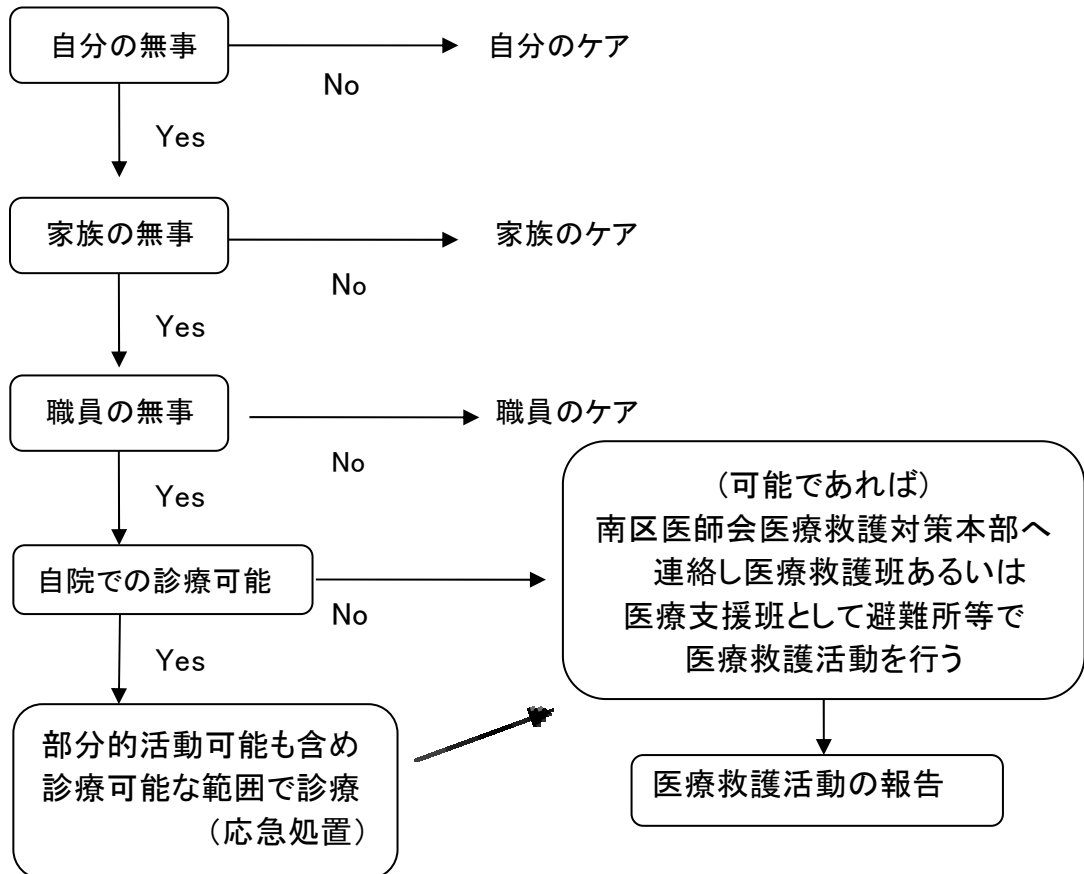 自分の無事
自分のケア
No
Yes
家族の無事
家族のケア
No
Yes
職員の無事
職員のケア
No
Yes
(可能であれば)
南区医師会医療救護対策本部へ
連絡し医療救護班あるいは
医療支援班として避難所等で
医療救護活動を行う
自院での診療可能
No
Yes
部分的活動可能も含め
診療可能な範囲で診療
(応急処置)
医療救護活動の報告